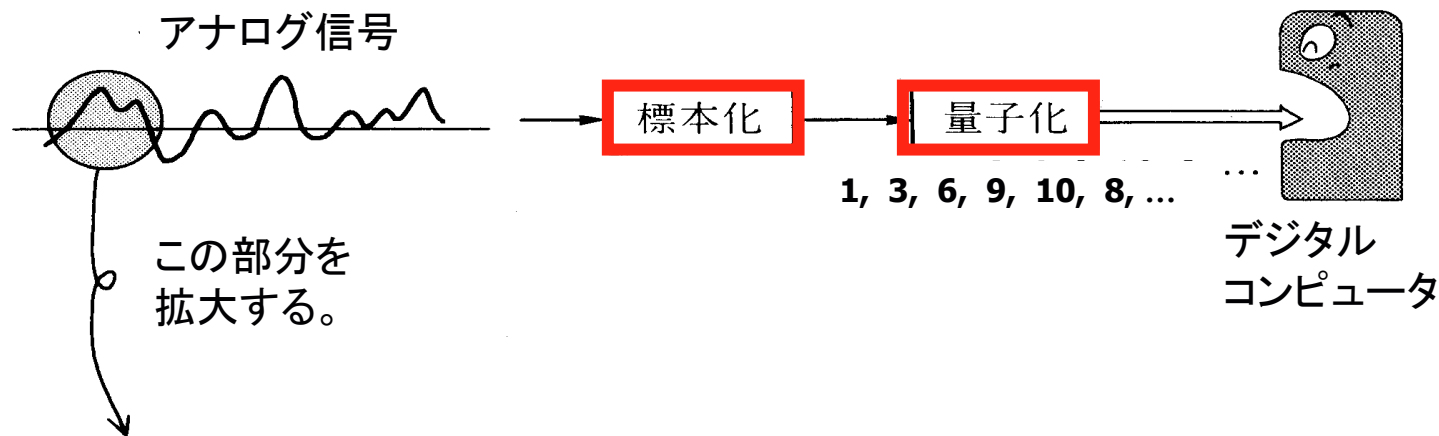 アナログ信号
標本化
量子化
…
1, 3, 6, 9, 10, 8, …
この部分を
拡大する。
デジタル
コンピュータ